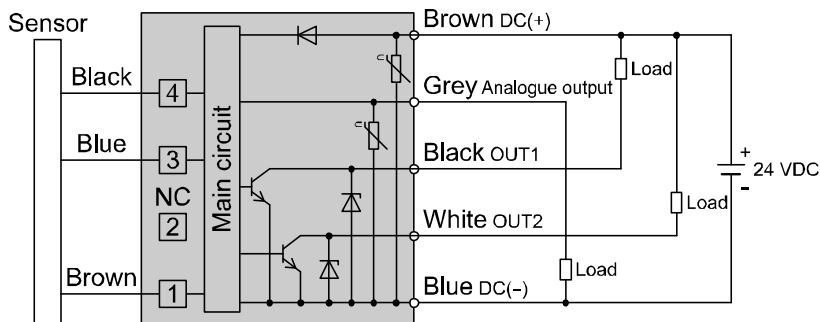 Sensor
Black
4
Blue
3
NC
2
Brown
1
Main circuit
U
U
Brown DC(+)
Grey Analogue output
Black OUT1
White OUT2
Blue DC(-)
Load
Load
Load
+
24 VDC
-